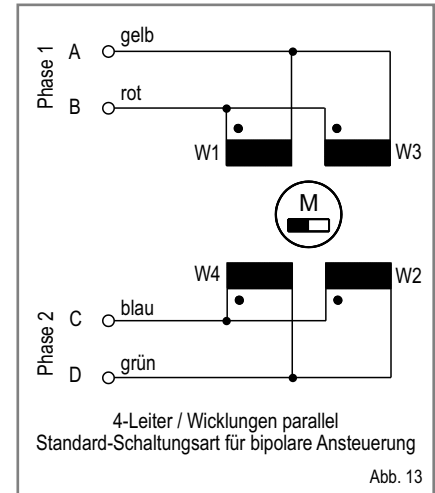 Phase 1
A
gelb
B
rot
W1
W3
M
W4
W2
Phase 2
C
blau
D
grün
4-Leiter / Wicklungen parallel
Standard-Schaltungsart für bipolare Ansteuerung
Abb. 13